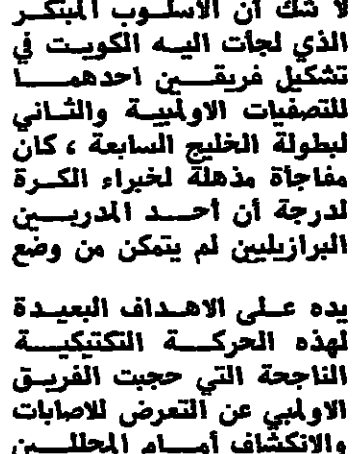 لا شك أن الاسلوب المبتكر
الذي لجأت اليه الكويت في
تشكيل فريقين احدهما
للتصفيات الاولمبية والثاني
لبطولة الخليج السابعة ، كان
مفاجأة مذهلة لخبراء الكرة
لدرجة أن أحد المدربين
البرازيليين لم يتمكن من وضع
يده على الاهداف البعيدة
لهذه الحركة التكتيكية
الناجحة التي حجبت الفريق
الاولمبي عن التعرض للاصابات
والانكشاف أمام المحللين